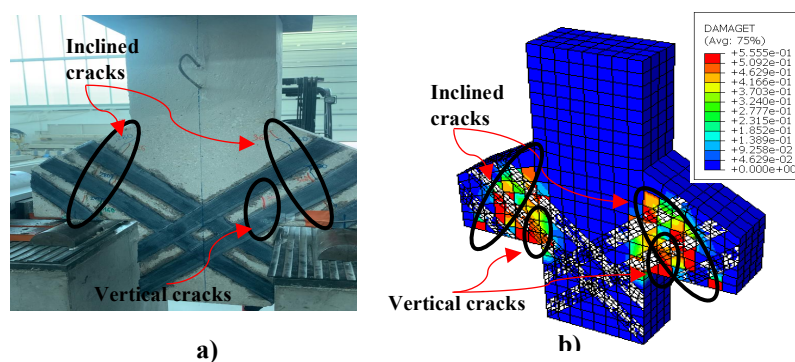 Inclined
cracks
Vertical cracks
a)
DAMAGET
(Avg: 75%)
+5.555e-01
+5.092e-01
+4.629e-01
+4.166e-01
+3.703e-01
+3.240e-01
+2.777e-01
+2.315e-01
+1.852e-01
+1.389e-01
+9.258e-02
+4.629e-02
+0.000e+00
Inclined
cracks
Vertical cracks
b)